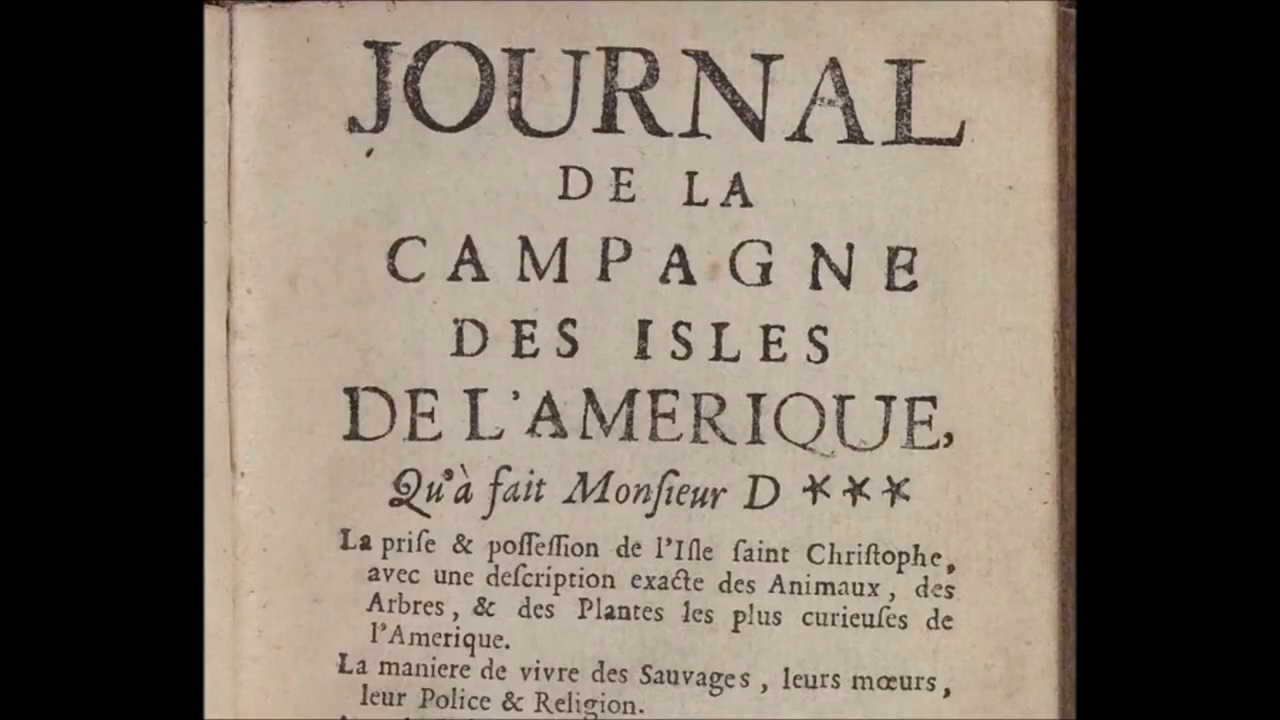 JOURNAL
DE LA
CAMPAGNE
DES ISLES
DE L'AMERIQUE,
Qu'à fait Monſieur D ***
La priſe & poſſeſſion de l'Iſle ſaint Chriſtophe,
avec une deſcription exacte des Animaux, des
Arbres, & des Plantes les plus curieuſes de
l'Amerique.
La maniere de vivre des Sauvages, leurs mœurs,
leur Police & Religion.